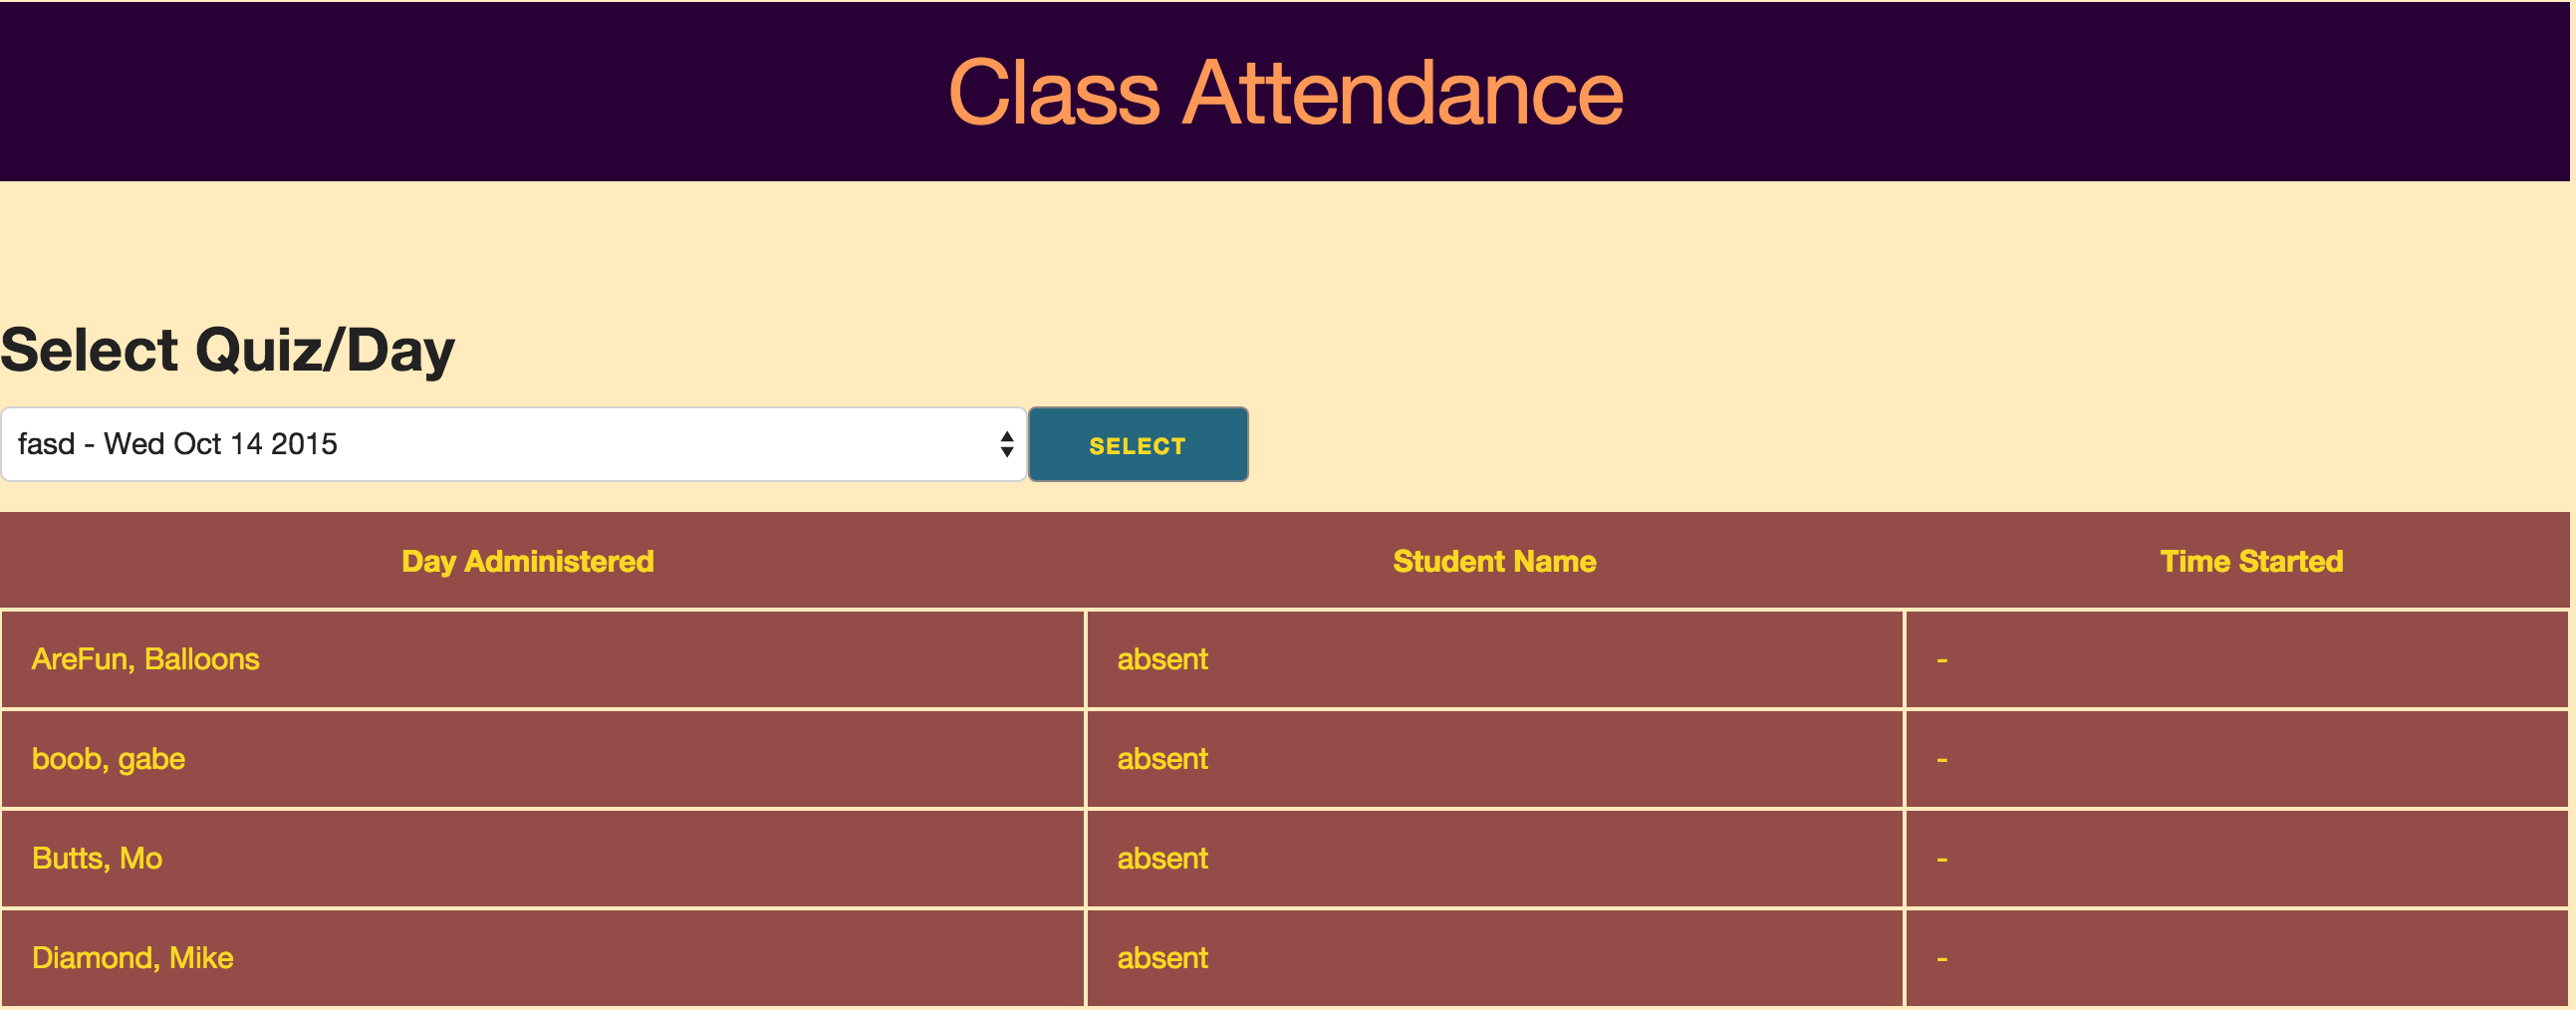 Class Attendance
Select Quiz/Day
fasd - Wed Oct 14 2015 SELECT
Day Administered Student Name Time Started
AreFun, Balloons absent -
boob, gabe absent -
Butts, Mo absent -
Diamond, Mike absent -